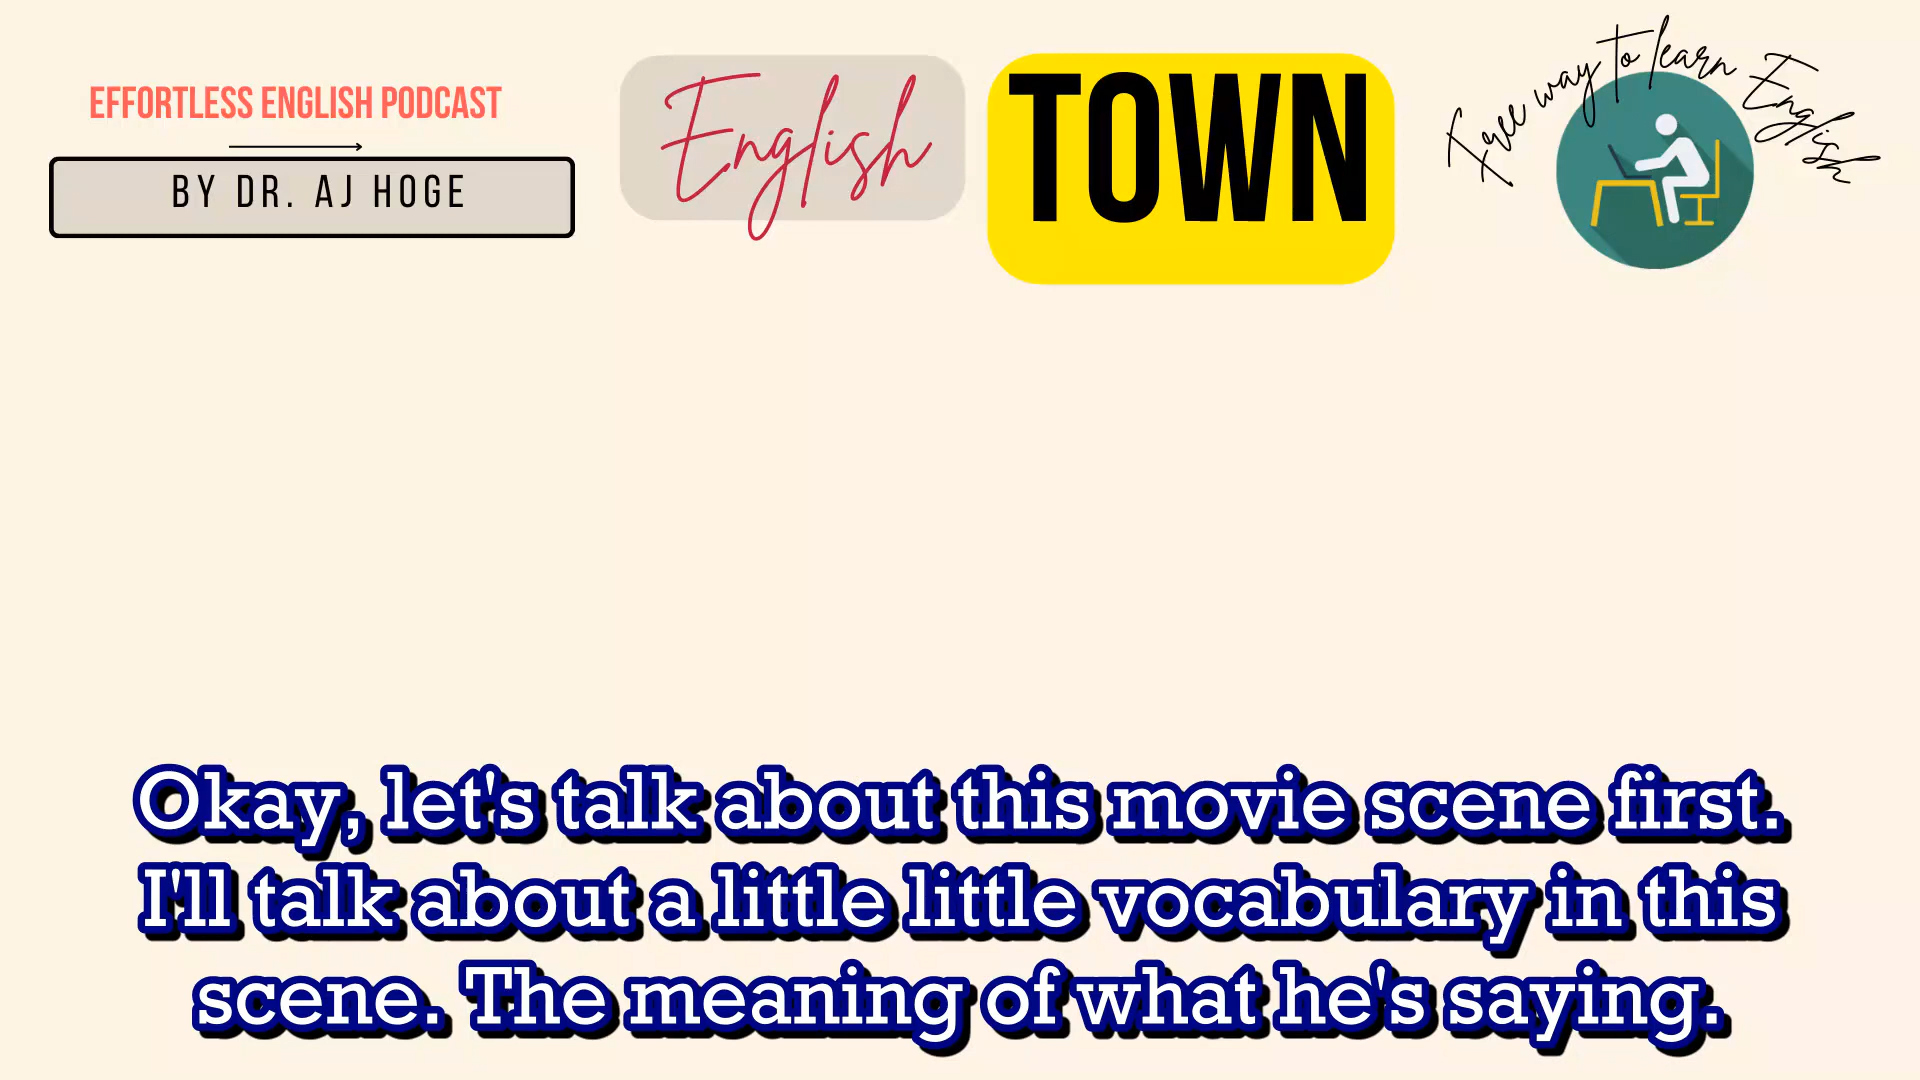 EFFORTLESS ENGLISH PODCAST
BY DR. AJ HOGE
English
TOWN
Free way to learn English
Okay, let's talk about this movie scene first.
I'll talk about a little little vocabulary in this
scene. The meaning of what he's saying.